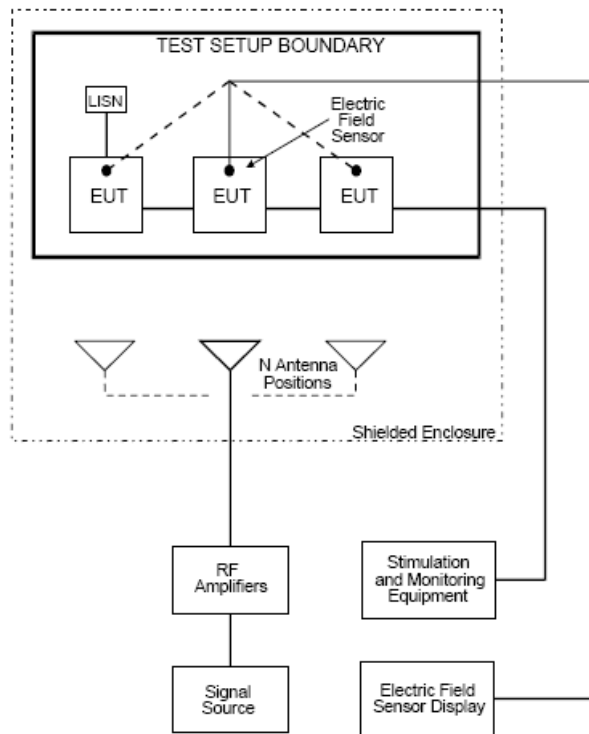 TEST SETUP BOUNDARY
LISN
Electric
Field
Sensor
EUT
EUT
EUT
N Antenna
Positions
Shielded Enclosure
RF
Amplifiers
Stimulation
and Monitoring
Equipment
Signal
Source
Electric Field
Sensor Display